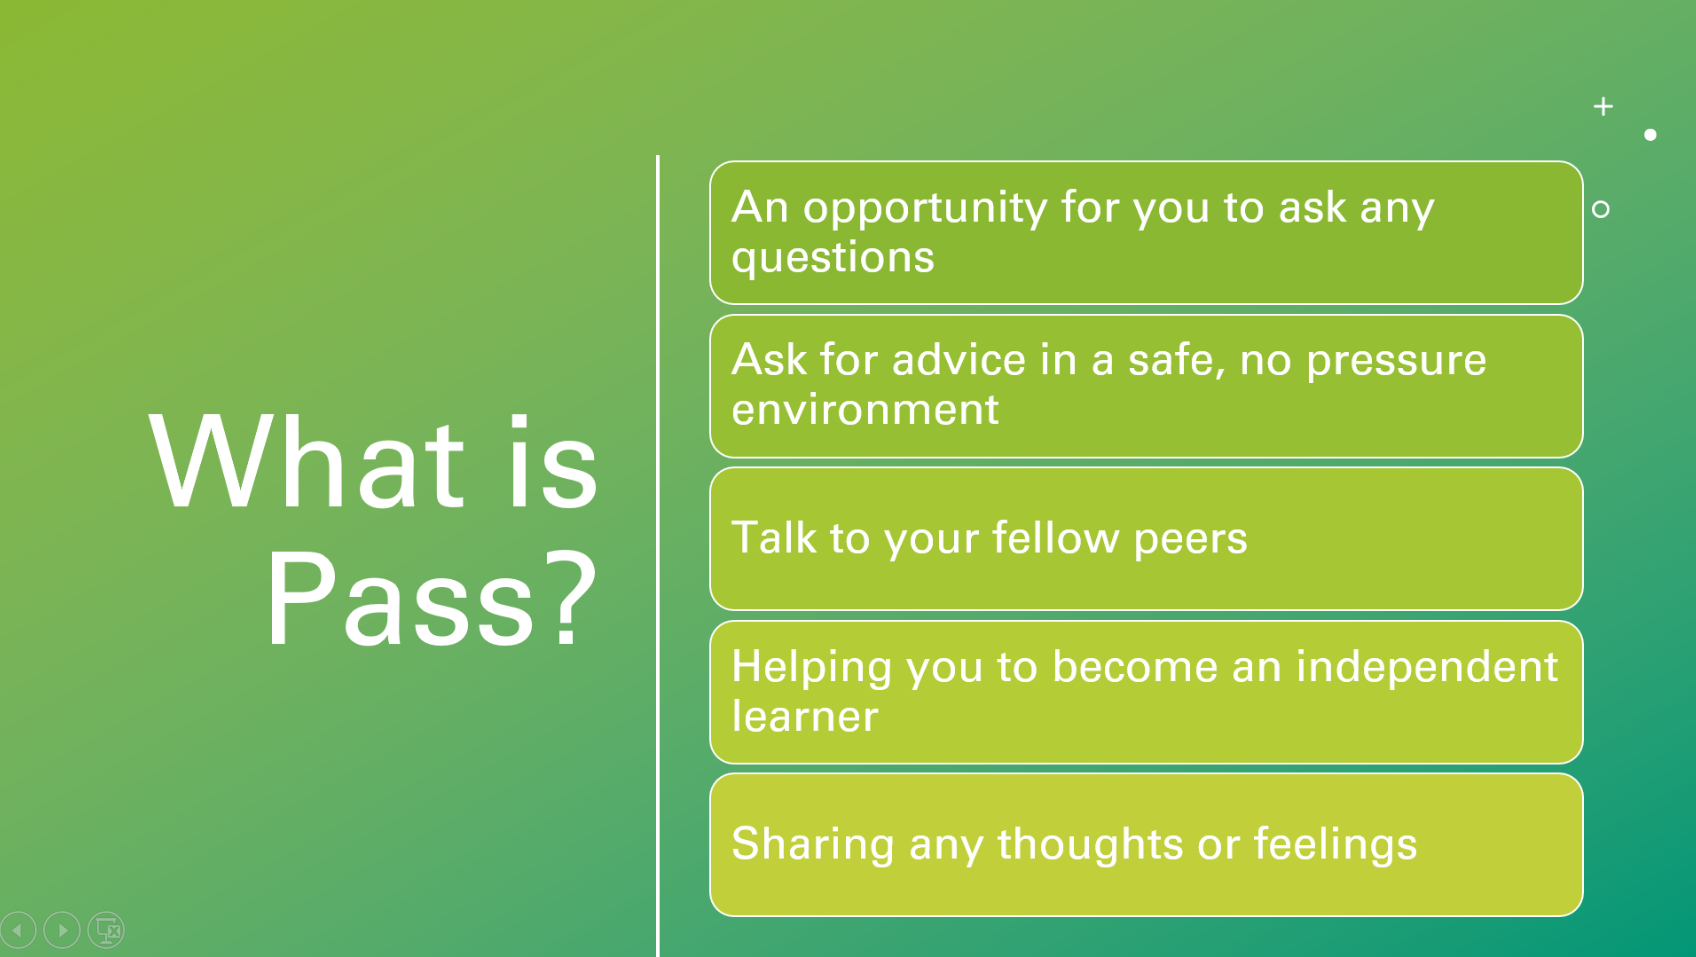 What is
Pass?
An opportunity for you to ask any
questions
Ask for advice in a safe, no pressure
environment
Talk to your fellow peers
Helping you to become an independent
learner
Sharing any thoughts or feelings